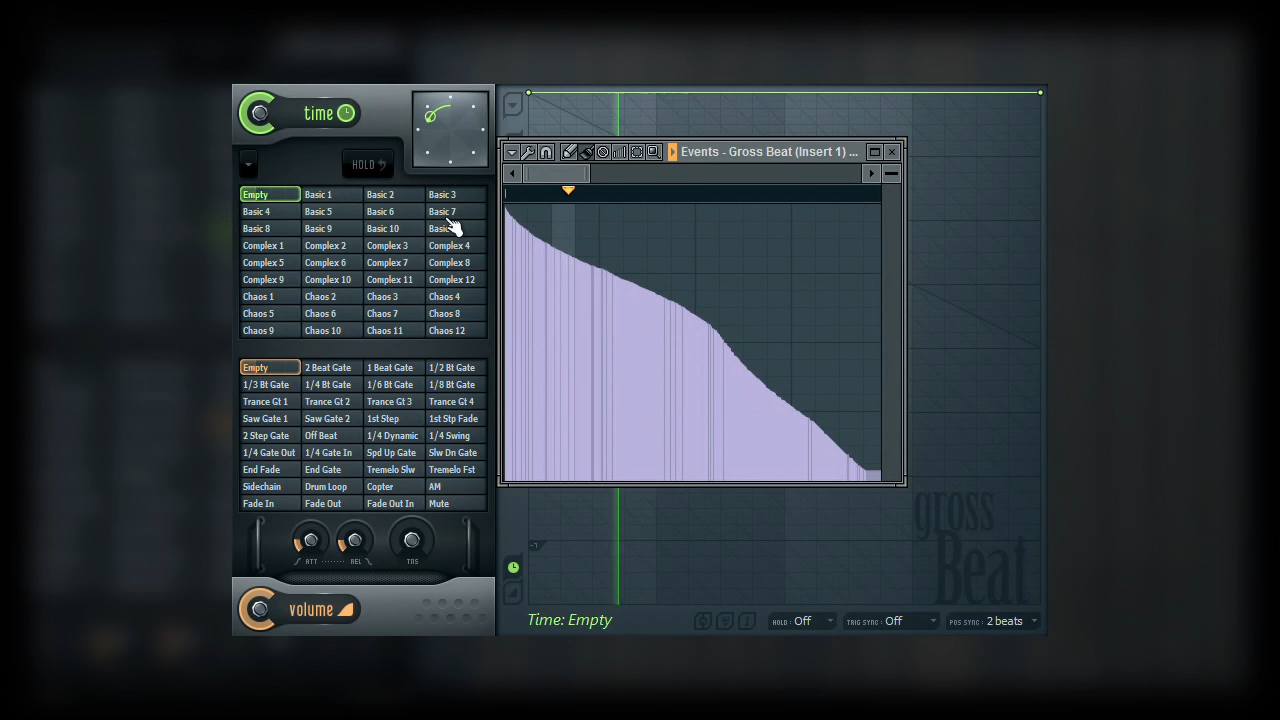 time
Events - Gross Beat (Insert 1) ...
HOLD
Empty Basic 1 Basic 2 Basic 3
Basic 4 Basic 5 Basic 6 Basic 7
Basic 8 Basic 9 Basic 10 Basic
Complex 1 Complex 2 Complex 3 Complex 4
Complex 5 Complex 6 Complex 7 Complex 8
Complex 9 Complex 10 Complex 11 Complex 12
Chaos 1 Chaos 2 Chaos 3 Chaos 4
Chaos 5 Chaos 6 Chaos 7 Chaos 8
Chaos 9 Chaos 10 Chaos 11 Chaos 12
Empty 2 Beat Gate 1 Beat Gate 1/2 Bt Gate
1/3 Bt Gate 1/4 Bt Gate 1/6 Bt Gate 1/8 Bt Gate
Trance Gt 1 Trance Gt 2 Trance Gt 3 Trance Gt 4
Saw Gate 1 Saw Gate 2 1st Step 1st Stp Fade
2 Step Gate Off Beat 1/4 Dynamic 1/4 Swing
1/4 Gate Out 1/4 Gate In Spd Up Gate Slw Dn Gate
End Fade End Gate Tremelo Slw Tremelo Fst
Sidechain Drum Loop Copter AM
Fade In Fade Out Fade Out In Mute
gross
Beat
ATT REL TNS
volume
Time: Empty
HOLD: Off TRIG SYNC: Off POS SYNC: 2 beats